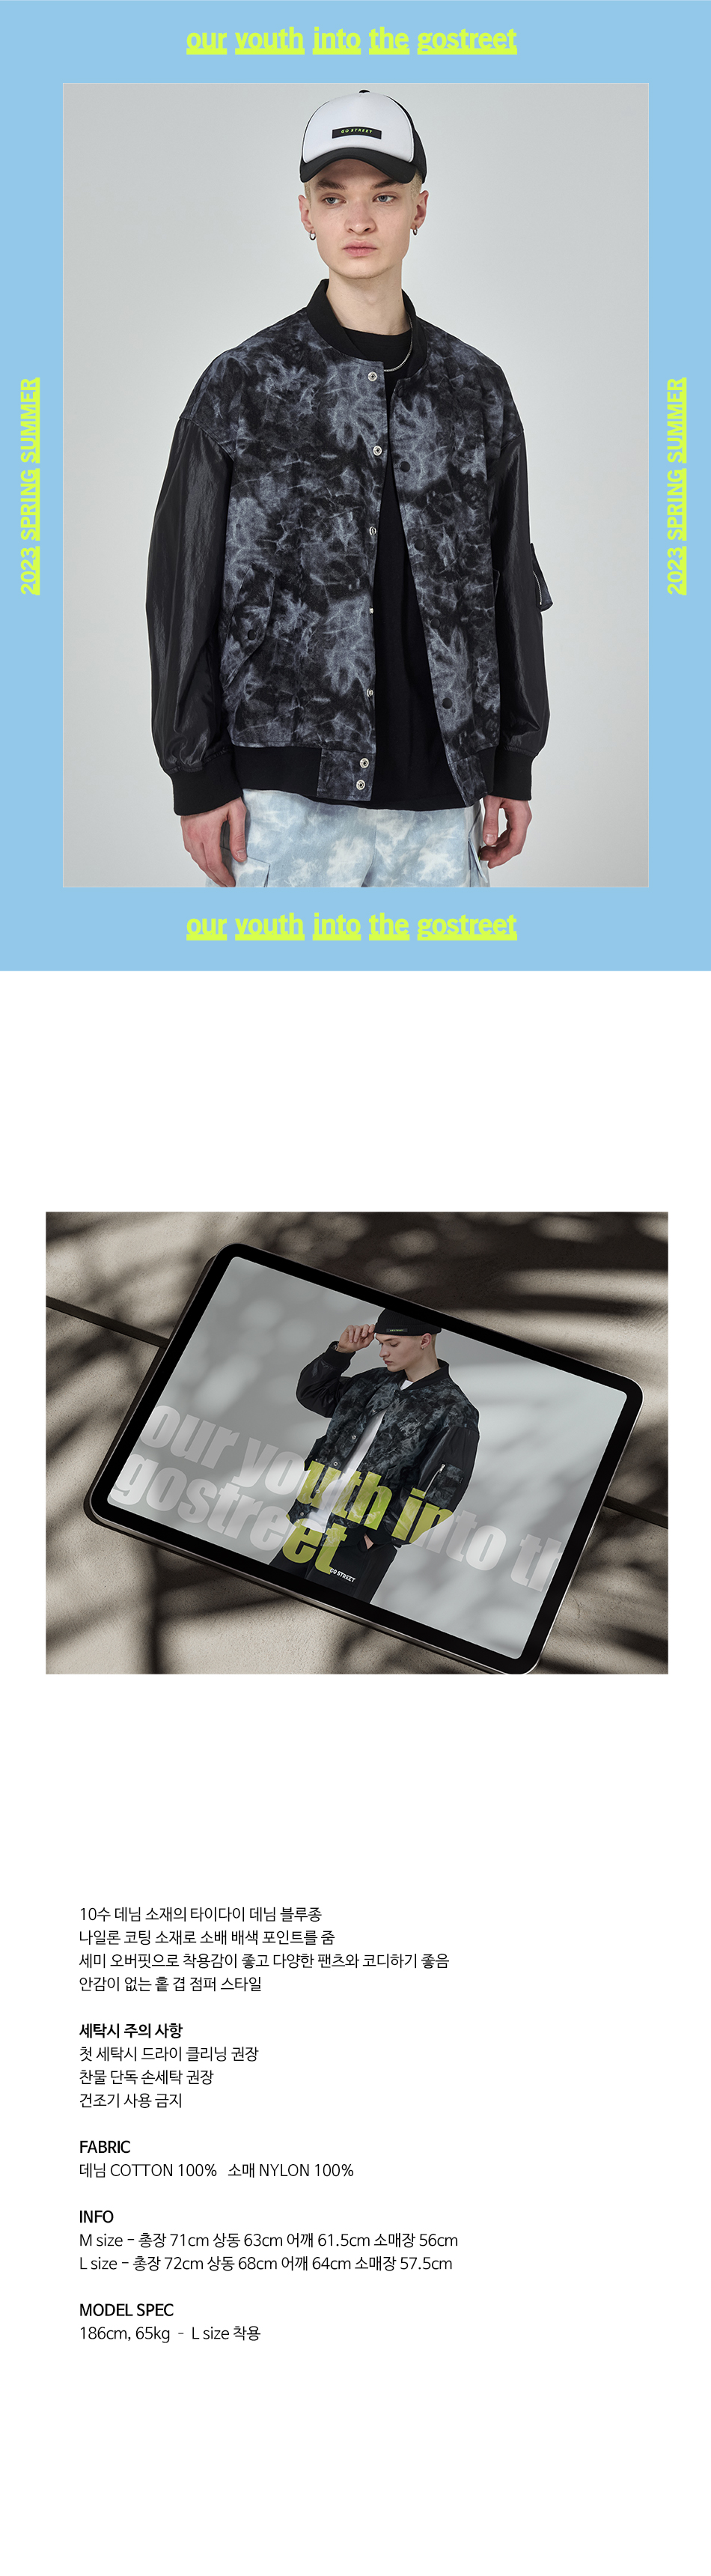 our youth into the gostreet
GO STREET
2023 SPRING SUMMER
2023 SPRING SUMMER
our youth into the gostreet
our youth into th
gostreet
GO STREET
10수 데님 소재의 타이다이 데님 블루종
나일론 코팅 소재로 소배 배색 포인트를 줌
세미 오버핏으로 착용감이 좋고 다양한 팬츠와 코디하기 좋음
안감이 없는 홑 겹 점퍼 스타일
세탁시 주의 사항
첫 세탁시 드라이 클리닝 권장
찬물 단독 손세탁 권장
건조기 사용 금지
FABRIC
데님 COTTON 100% 소매 NYLON 100%
INFO
M size - 총장 71cm 상동 63cm 어깨 61.5cm 소매장 56cm
L size - 총장 72cm 상동 68cm 어깨 64cm 소매장 57.5cm
MODEL SPEC
186cm, 65kg - L size 착용